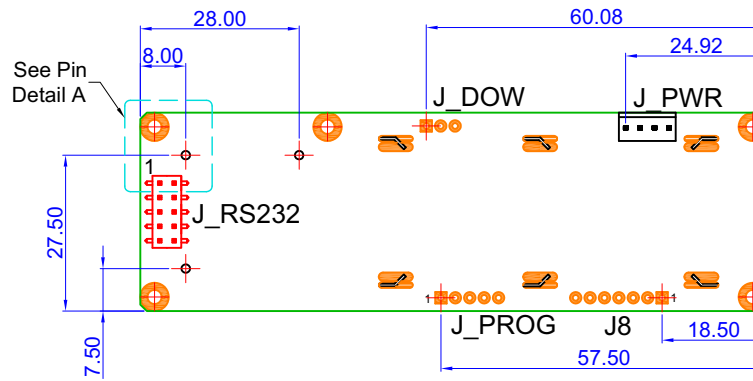 28.00
60.08
8.00
24.92
See Pin
Detail A
J_DOW
J_PWR
1
J_RS232
27.50
7.50
1
1
J_PROG
J8
18.50
57.50